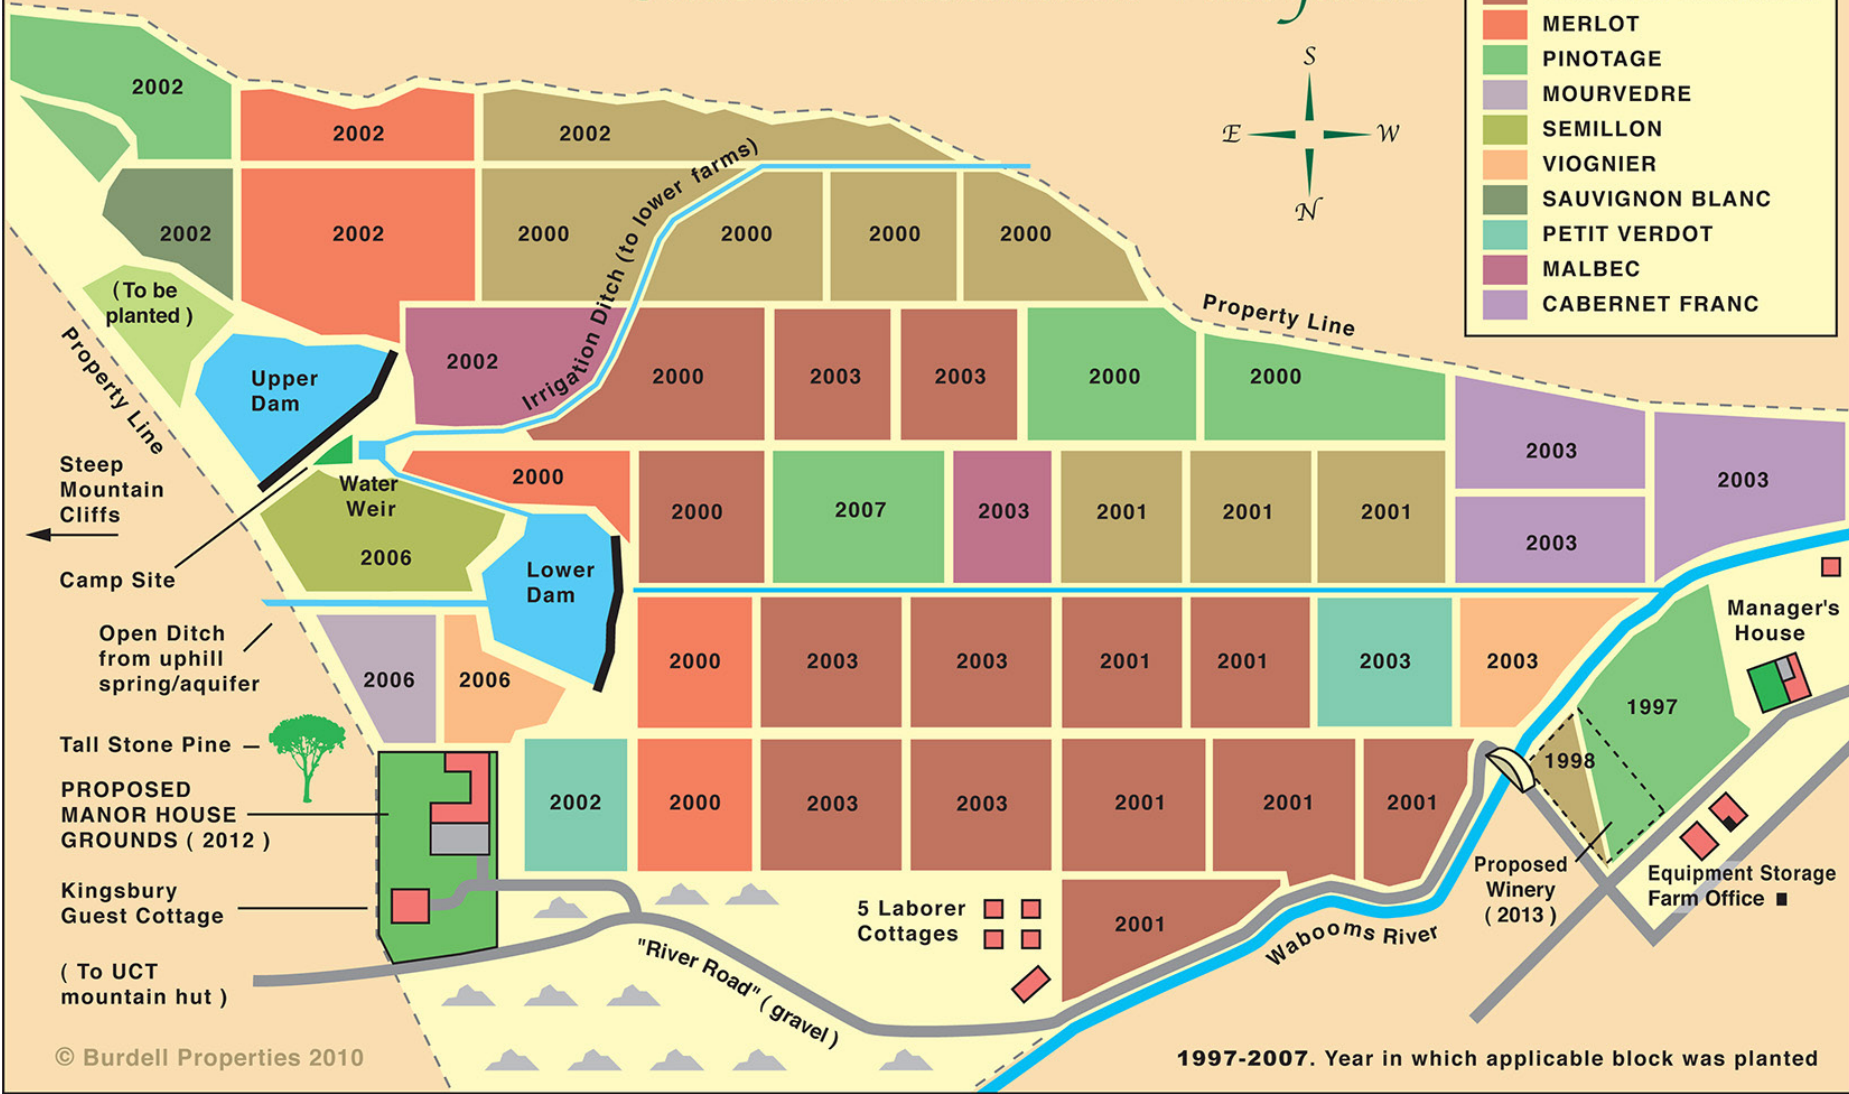 MERLOT
PINOTAGE
MOURVEDRE
SEMILLON
VIOGNIER
SAUVIGNON BLANC
PETIT VERDOT
MALBEC
CABERNET FRANC
S
E
W
N
2002
2002
2002
2002
2002
2000
2000
2000
2000
(To be
planted )
Property Line
Upper
Dam
2002
Irrigation Ditch (to lower farms)
2000
2003
2003
2000
2000
Property Line
2003
2003
2003
Steep
Mountain
Cliffs
Camp Site
Water
Weir
2006
2000
Lower
Dam
2000
2007
2003
2001
2001
2001
Open Ditch
from uphill
spring/aquifer
2006
2006
2000
2003
2003
2001
2001
2003
2003
Manager's
House
1997
1998
Tall Stone Pine
PROPOSED
MANOR HOUSE
GROUNDS ( 2012 )
2002
2000
2003
2003
2001
2001
2001
Proposed
Winery
( 2013 )
Equipment Storage
Farm Office
Kingsbury
Guest Cottage
5 Laborer
Cottages
2001
Wabooms River
"River Road" ( gravel )
( To UCT
mountain hut )
© Burdell Properties 2010
1997-2007. Year in which applicable block was planted